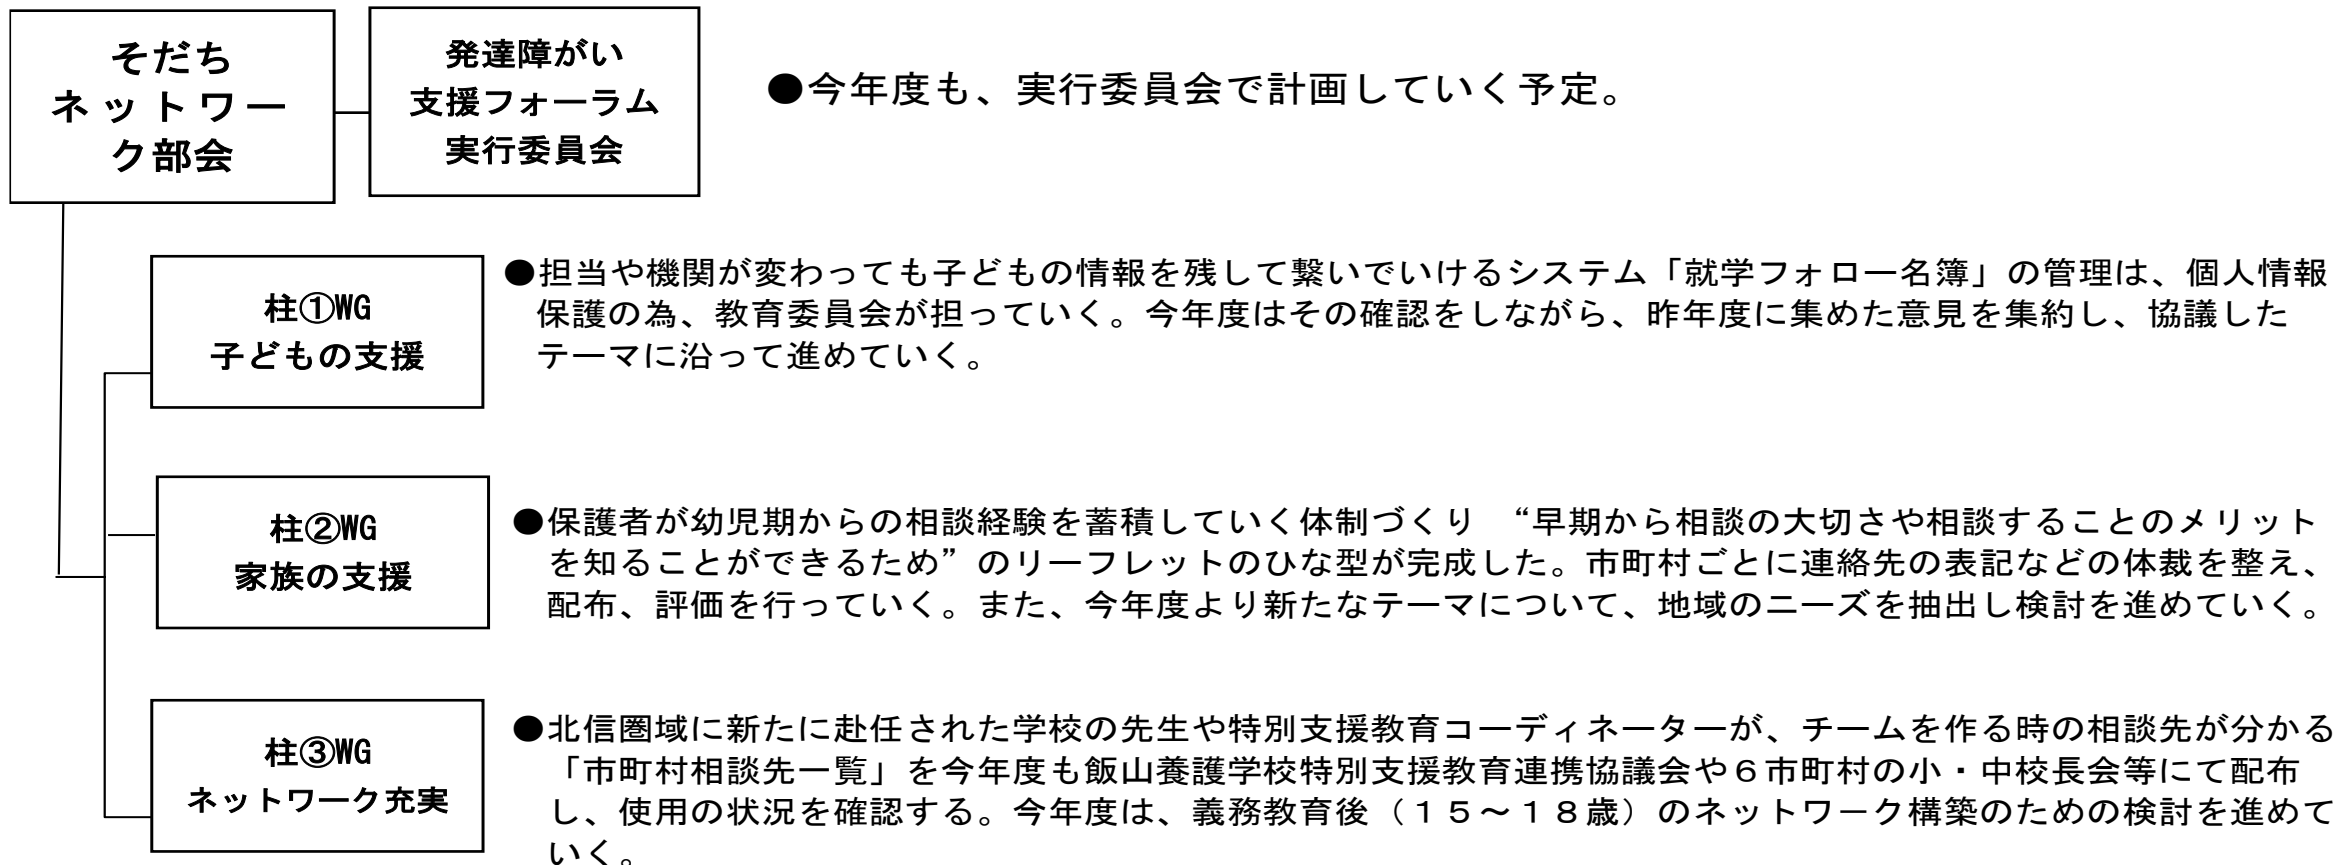 そだち
ネットワー
ク部会
発達障がい
支援フォーラム
実行委員会
●今年度も、実行委員会で計画していく予定。
柱①WG
子どもの支援
●担当や機関が変わっても子どもの情報を残して繋いでいけるシステム「就学フォロー名簿」の管理は、個人情報
保護の為、教育委員会が担っていく。今年度はその確認をしながら、昨年度に集めた意見を集約し、協議した
テーマに沿って進めていく。
柱②WG
家族の支援
●保護者が幼児期からの相談経験を蓄積していく体制づくり　“早期から相談の大切さや相談することのメリット
を知ることができるため”のリーフレットのひな型が完成した。市町村ごとに連絡先の表記などの体裁を整え、
配布、評価を行っていく。また、今年度より新たなテーマについて、地域のニーズを抽出し検討を進めていく。
柱③WG
ネットワーク充実
●北信圏域に新たに赴任された学校の先生や特別支援教育コーディネーターが、チームを作る時の相談先が分かる
「市町村相談先一覧」を今年度も飯山養護学校特別支援教育連携協議会や６市町村の小・中校長会等にて配布
し、使用の状況を確認する。今年度は、義務教育後（１５～１８歳）のネットワーク構築のための検討を進めて
いく。